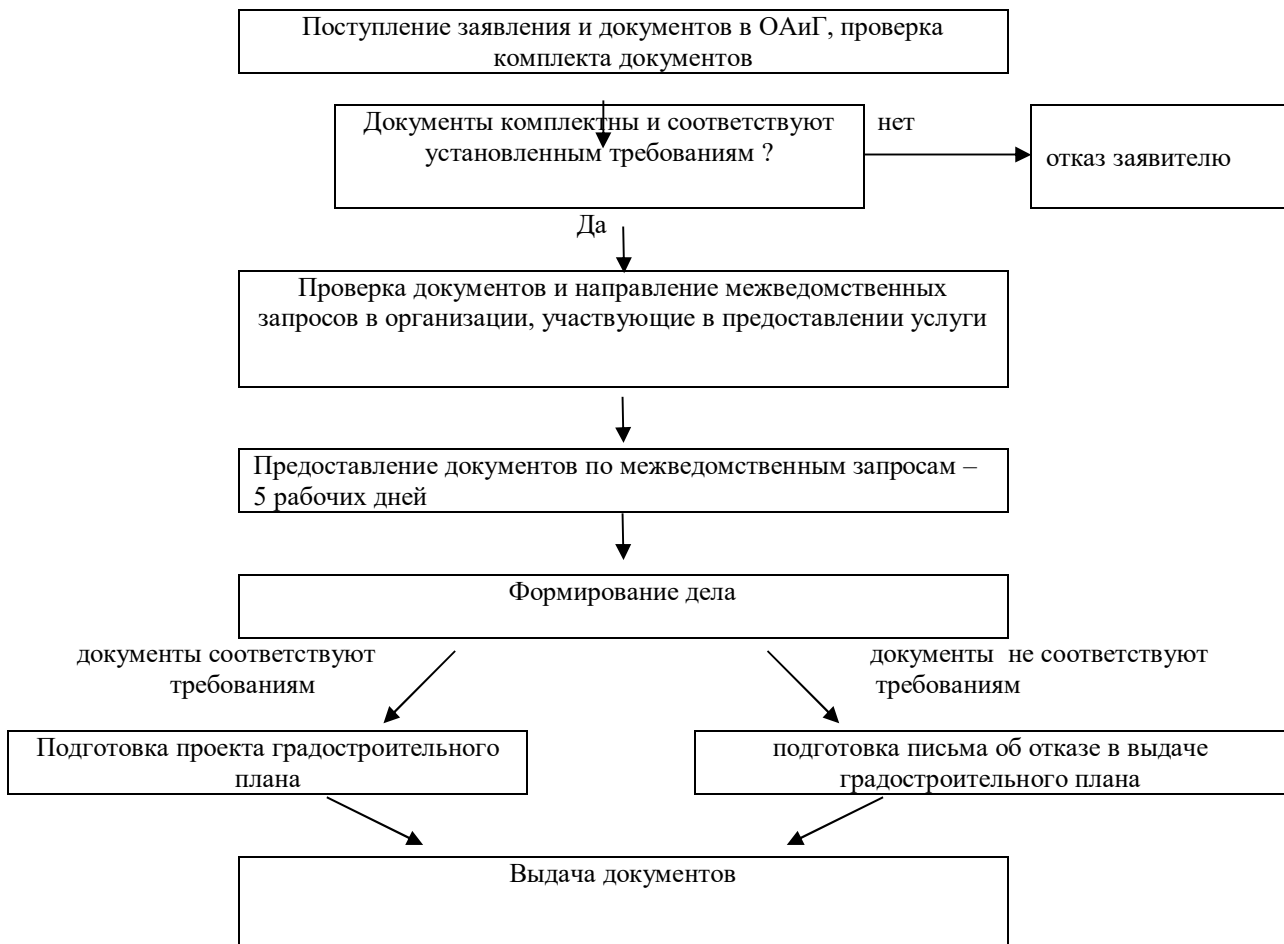 Поступление заявления и документов в ОАиГ, проверка
комплекта документов
Документы комплектны и соответствуют
установленным требованиям ?
нет
отказ заявителю
Да
Проверка документов и направление межведомственных
запросов в организации, участвующие в предоставлении услуги
Предоставление документов по межведомственным запросам –
5 рабочих дней
Формирование дела
документы соответствуют
требованиям
документы  не соответствуют
требованиям
Подготовка проекта градостроительного
плана
подготовка письма об отказе в выдаче
градостроительного плана
Выдача документов